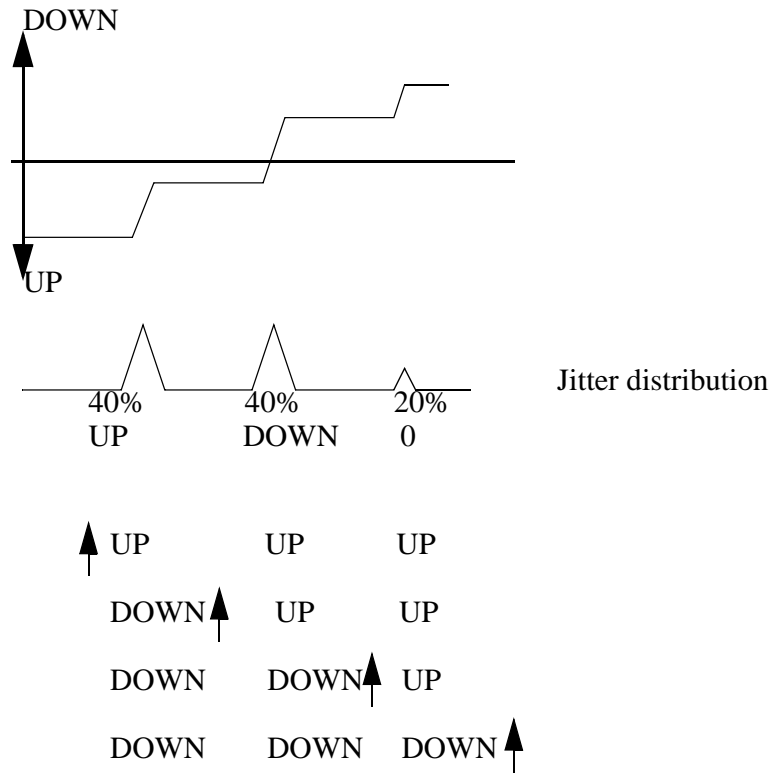 DOWN
UP
Jitter distribution
40% 40% 20%
UP DOWN 0
UP UP UP
DOWN UP UP
DOWN DOWN UP
DOWN DOWN DOWN